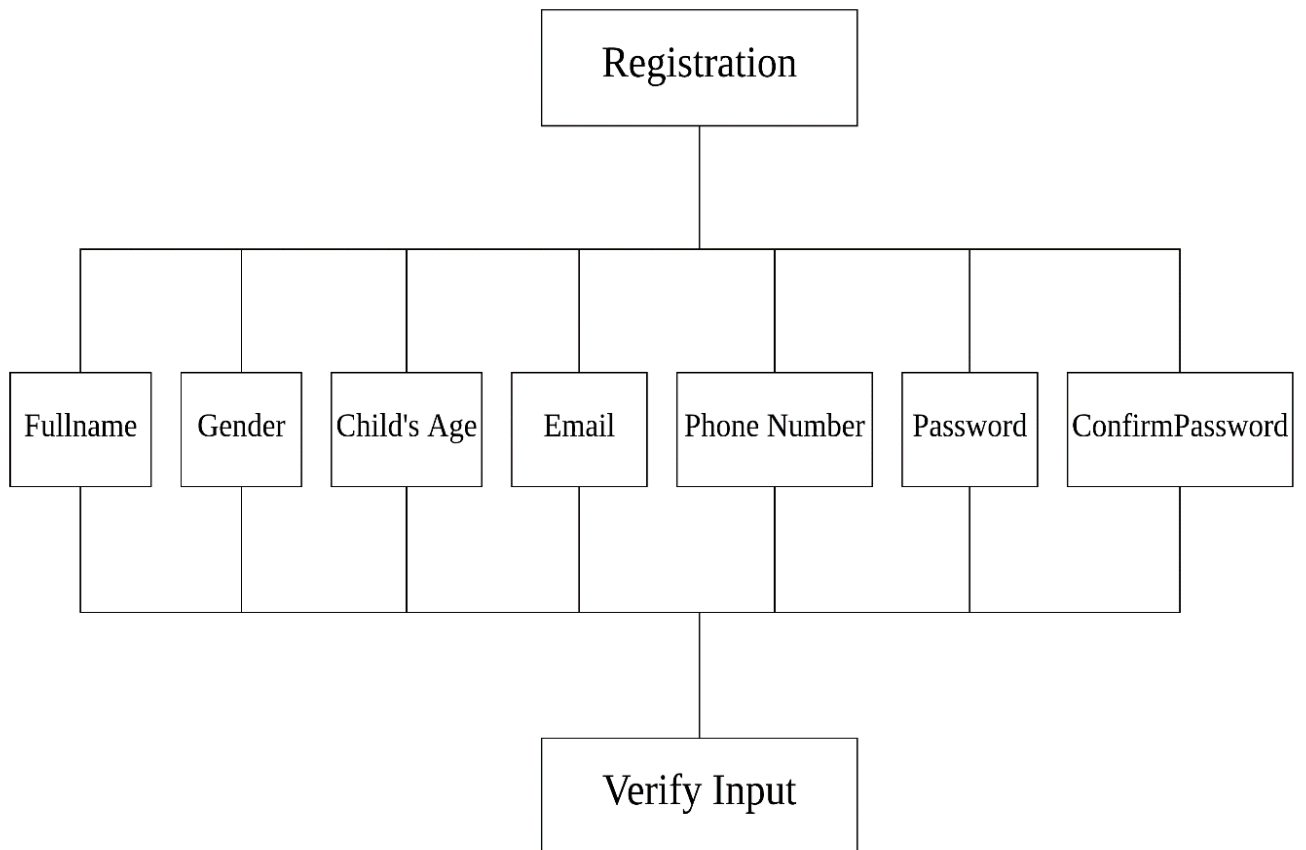 Registration
Fullname
Gender
Child's Age
Email
Phone Number
Password
ConfirmPassword
Verify Input